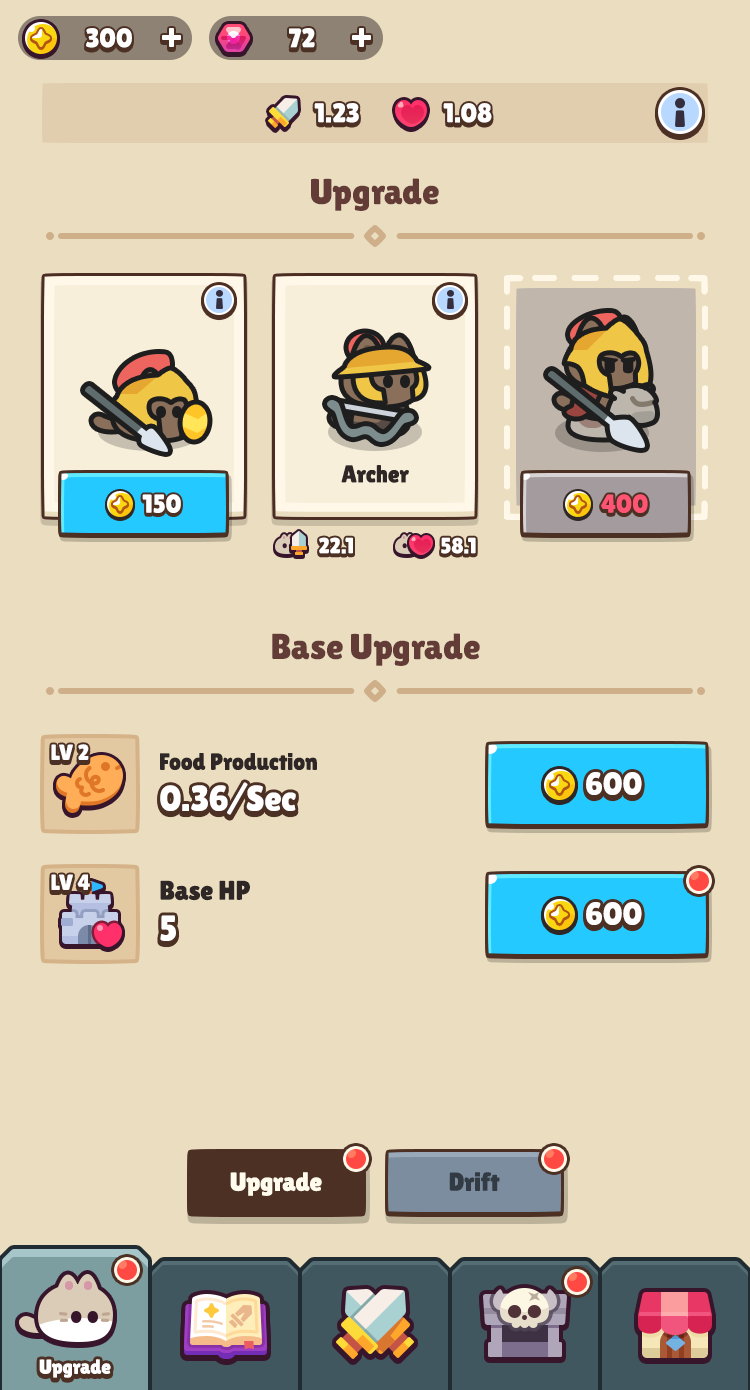 300 +
72 +
1.23
1.08
Upgrade
150
Archer
22.1
58.1
400
Base Upgrade
LV 2
Food Production
0.36/Sec
600
LV 4
Base HP
5
600
Upgrade
Drift
Upgrade